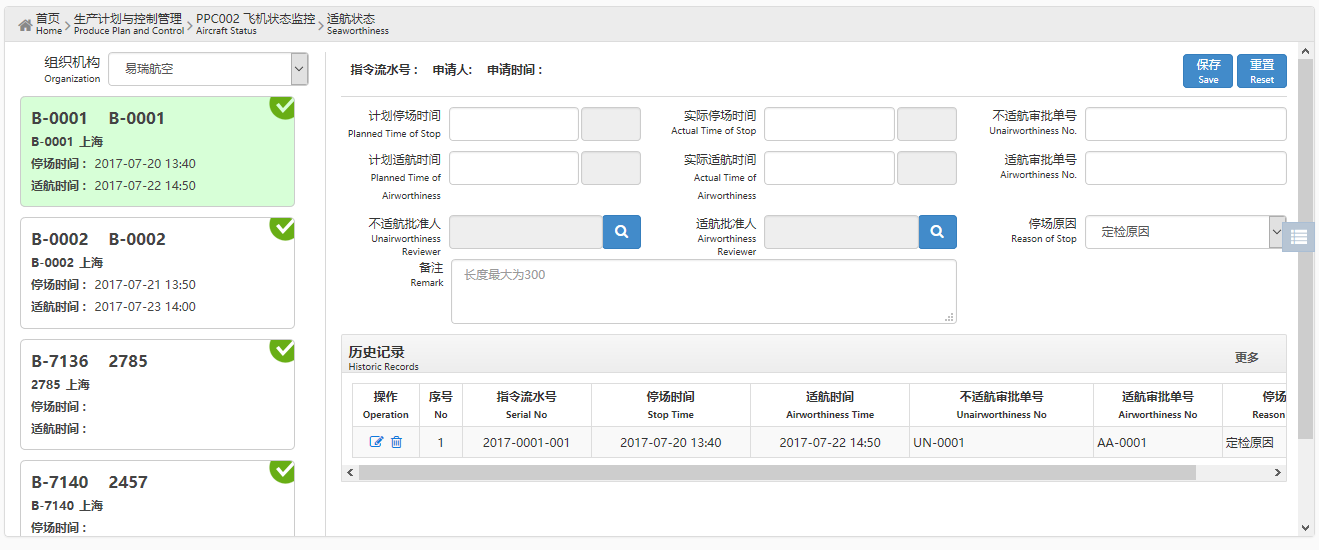 首页 生产计划与控制管理 PPC002 飞机状态监控 适航状态
Home Produce Plan and Control Aircraft Status Seaworthiness
组织机构
Organization
易瑞航空
B-0001 B-0001
B-0001 上海
停场时间： 2017-07-20 13:40
适航时间： 2017-07-22 14:50
B-0002 B-0002
B-0002 上海
停场时间： 2017-07-21 13:50
适航时间： 2017-07-23 14:00
B-7136 2785
2785 上海
停场时间：
适航时间：
B-7140 2457
B-7140 上海
停场时间：
指令流水号： 申请人: 申请时间：
保存
Save
重置
Reset
计划停场时间
Planned Time of Stop
实际停场时间
Actual Time of Stop
不适航审批单号
Unairworthiness No.
计划适航时间
Planned Time of
Airworthiness
实际适航时间
Actual Time of
Airworthiness
适航审批单号
Airworthiness No.
不适航批准人
Unairworthiness
Reviewer
适航批准人
Airworthiness
Reviewer
停场原因
Reason of Stop
定检原因
备注
Remark
长度最大为300
历史记录
Historic Records
更多
操作 序号 指令流水号 停场时间 适航时间 不适航审批单号 适航审批单号 停场
Operation No Serial No Stop Time Airworthiness Time Unairworthiness No Airworthiness No Reason
1 2017-0001-001 2017-07-20 13:40 2017-07-22 14:50 UN-0001 AA-0001 定检原因